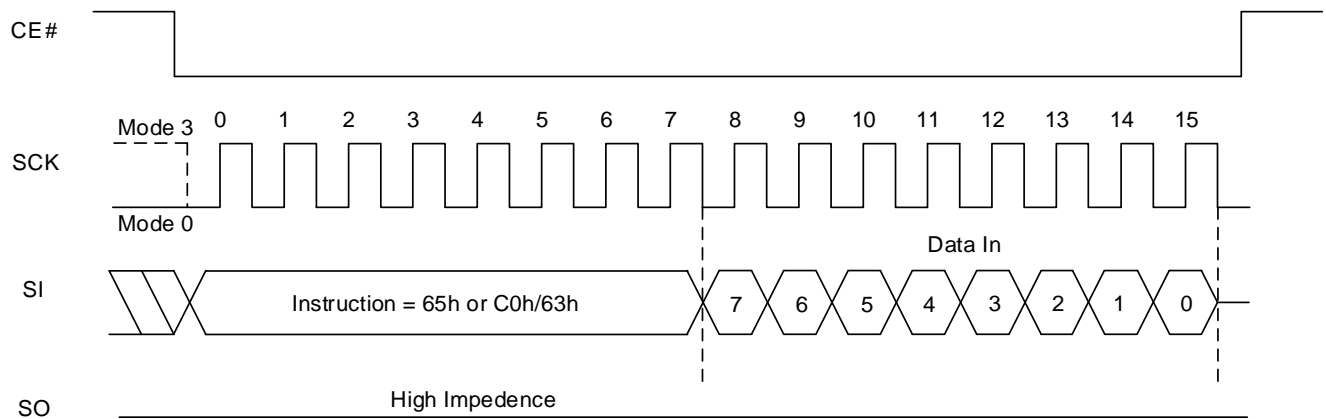 CE#
Mode 3
0 1 2 3 4 5 6 7 8 9 10 11 12 13 14 15
SCK
Mode 0
Data In
SI
Instruction = 65h or C0h/63h
7 6 5 4 3 2 1 0
High Impedence
SO